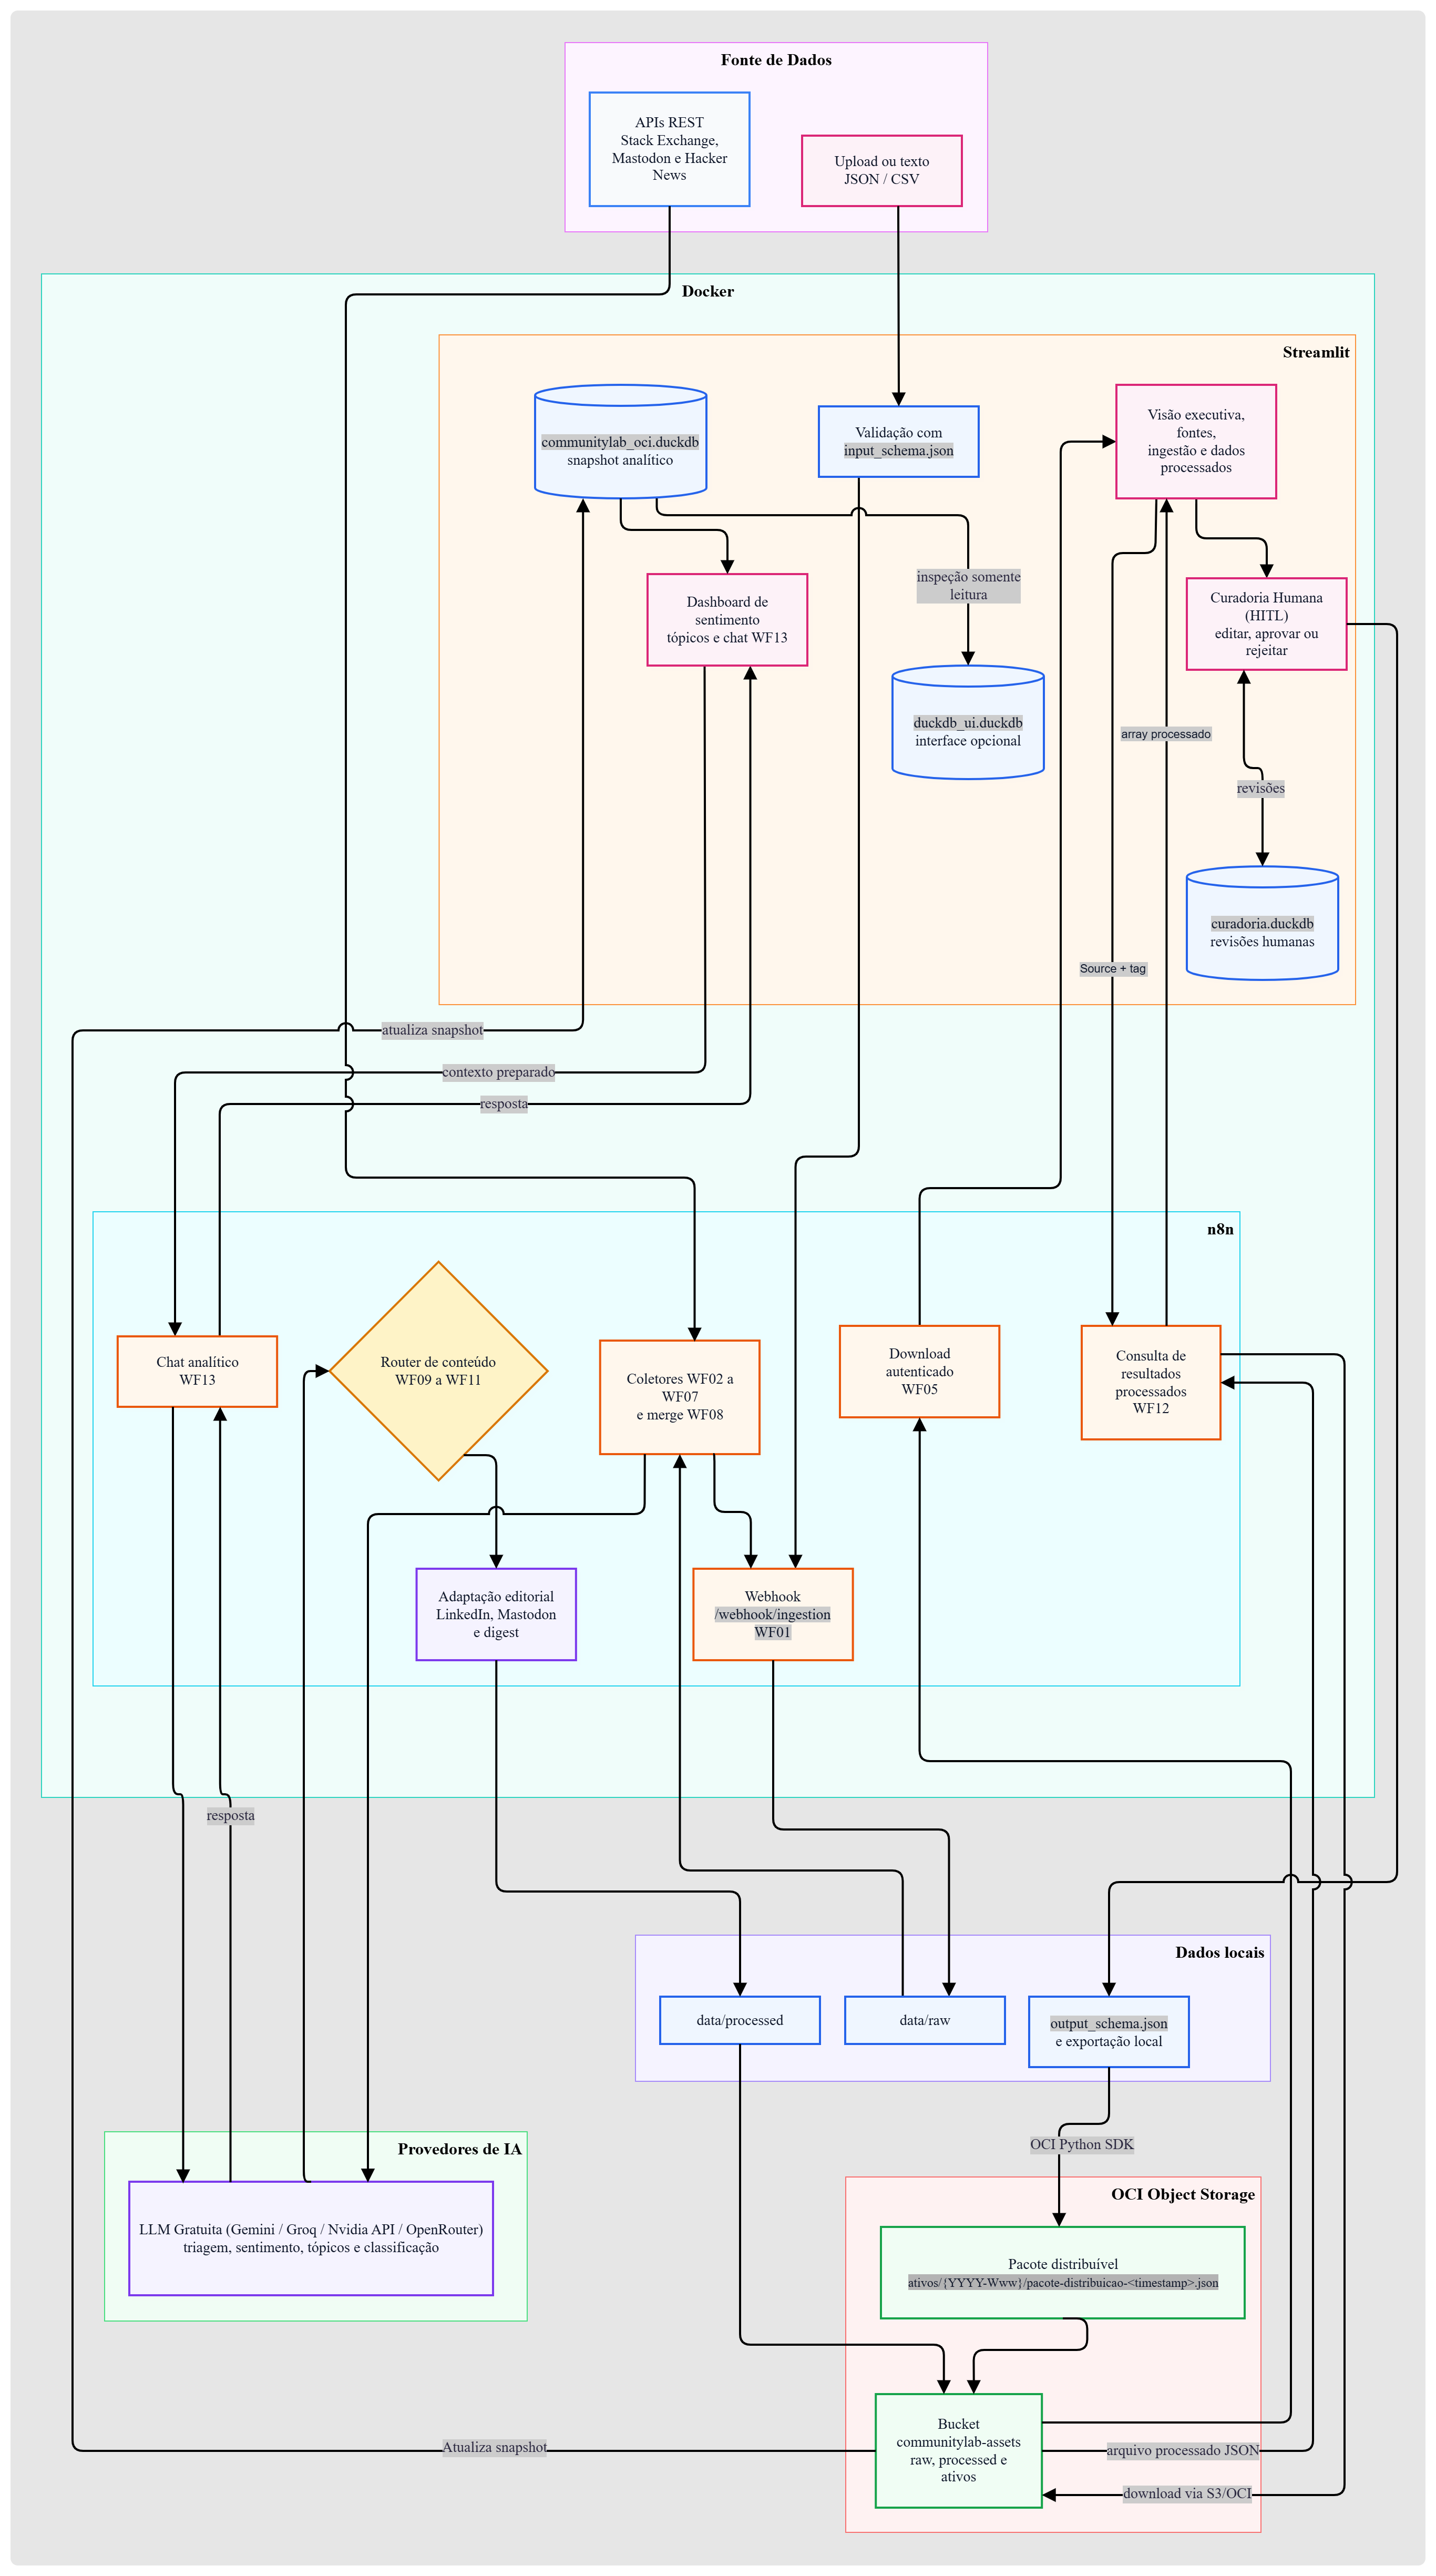 Fonte de Dados
APIs REST
Stack Exchange,
Mastodon e Hacker
News
Upload ou texto
JSON / CSV
Docker
Streamlit
communitylab_oci.duckdb
snapshot analítico
Validação com
input_schema.json
Visão executiva,
fontes,
ingestão e dados
processados
Dashboard de
sentimento
tópicos e chat WF13
inspeção somente
leitura
Curadoria Humana
(HITL)
editar, aprovar ou
rejeitar
duckdb_ui.duckdb
interface opcional
array processado
revisões
curadoria.duckdb
revisões humanas
Source + tag
atualiza snapshot
contexto preparado
resposta
n8n
Chat analítico
WF13
Router de conteúdo
WF09 a WF11
Coletores WF02 a
WF07
e merge WF08
Download
autenticado
WF05
Consulta de
resultados
processados
WF12
Adaptação editorial
LinkedIn, Mastodon
e digest
Webhook
/webhook/ingestion
WF01
resposta
Dados locais
data/processed
data/raw
output_schema.json
e exportação local
Provedores de IA
LLM Gratuita (Gemini / Groq / Nvidia API / OpenRouter)
triagem, sentimento, tópicos e classificação
OCI Python SDK
OCI Object Storage
Pacote distribuível
ativos/{YYYY-Www}/pacote-distribuicao-<timestamp>.json
Bucket
communitylab-assets
raw, processed e
ativos
Atualiza snapshot
arquivo processado JSON
download via S3/OCI